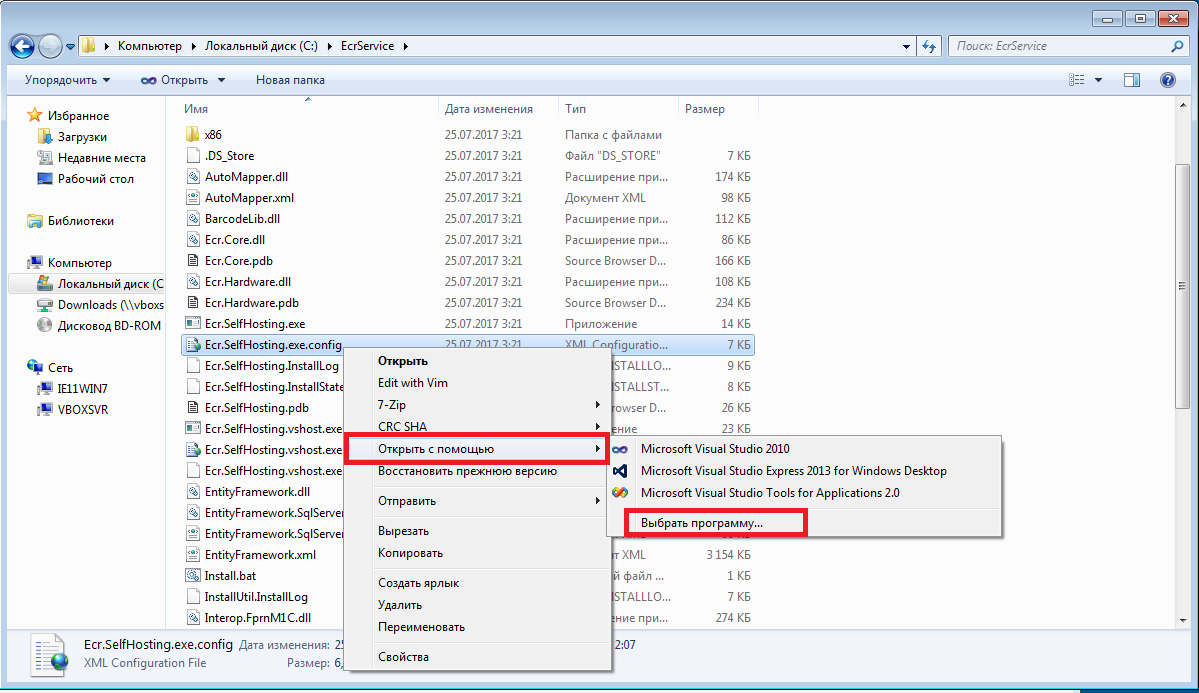 Компьютер ▸ Локальный диск (C:) ▸ EcrService ▸
Поиск: EcrService
Упорядочить ▾ Открыть ▾ Новая папка
Избранное
Загрузки
Недавние места
Рабочий стол
Библиотеки
Компьютер
Локальный диск (C
Downloads (\\vboxs
Дисковод BD-ROM
Сеть
IE11WIN7
VBOXSVR
Имя Дата изменения Тип Размер
x86 25.07.2017 3:21 Папка с файлами
.DS_Store 25.07.2017 3:21 Файл "DS_STORE" 7 КБ
AutoMapper.dll 25.07.2017 3:21 Расширение при... 174 КБ
AutoMapper.xml 25.07.2017 3:21 Документ XML 98 КБ
BarcodeLib.dll 25.07.2017 3:21 Расширение при... 112 КБ
Ecr.Core.dll 25.07.2017 3:21 Расширение при... 86 КБ
Ecr.Core.pdb 25.07.2017 3:21 Source Browser D... 166 КБ
Ecr.Hardware.dll 25.07.2017 3:21 Расширение при... 108 КБ
Ecr.Hardware.pdb 25.07.2017 3:21 Source Browser D... 234 КБ
Ecr.SelfHosting.exe 25.07.2017 3:21 Приложение 14 КБ
Ecr.SelfHosting.exe.config 25.07.2017 3:21 XML Configuratio... 7 КБ
Ecr.SelfHosting.InstallLog STALLLO... 9 КБ
Ecr.SelfHosting.InstallState STALLST... 8 КБ
Ecr.SelfHosting.pdb rowser D... 26 КБ
Ecr.SelfHosting.vshost.exe ение 23 КБ
Ecr.SelfHosting.vshost.exe
Ecr.SelfHosting.vshost.exe
EntityFramework.dll
EntityFramework.SqlServer
EntityFramework.SqlServer
EntityFramework.xml т XML 3 154 КБ
Install.bat й файл ... 1 КБ
InstallUtil.InstallLog STALLLO... 7 КБ
Interop.FprnM1C.dll ение при... 274 КБ
Открыть
Edit with Vim
7-Zip
CRC SHA
Открыть с помощью
Восстановить прежнюю версию
Отправить
Вырезать
Копировать
Создать ярлык
Удалить
Переименовать
Свойства
Microsoft Visual Studio 2010
Microsoft Visual Studio Express 2013 for Windows Desktop
Microsoft Visual Studio Tools for Applications 2.0
Выбрать программу...
Ecr.SelfHosting.exe.config Дата изменения: 25 2:07
XML Configuration File Размер: 6,